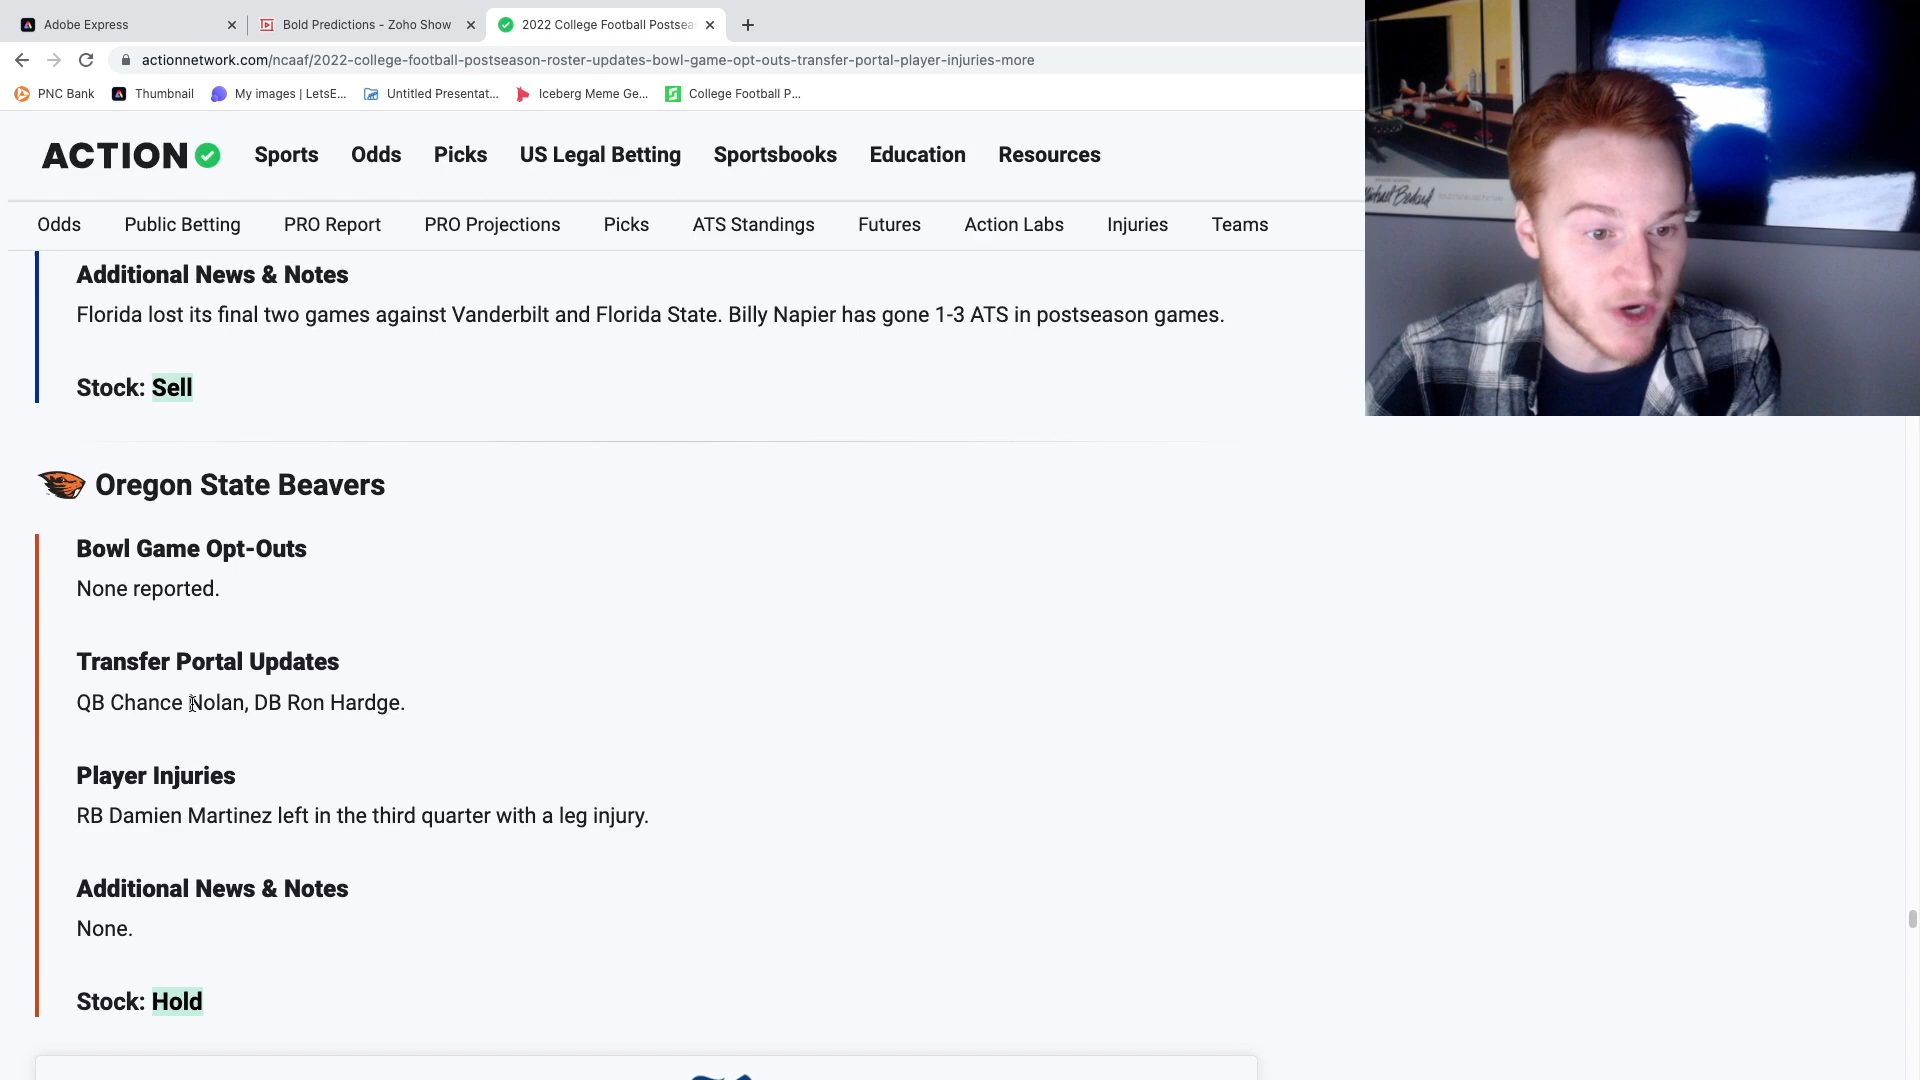 Adobe Express
Bold Predictions - Zoho Show
2022 College Football Postsea
actionnetwork.com/ncaaf/2022-college-football-postseason-roster-updates-bowl-game-opt-outs-transfer-portal-player-injuries-more
PNC Bank
Thumbnail
My images | LetsE...
Untitled Presentat...
Iceberg Meme Ge...
College Football P...
ACTION
Sports
Odds
Picks
US Legal Betting
Sportsbooks
Education
Resources
Odds
Public Betting
PRO Report
PRO Projections
Picks
ATS Standings
Futures
Action Labs
Injuries
Teams
Additional News & Notes
Florida lost its final two games against Vanderbilt and Florida State. Billy Napier has gone 1-3 ATS in postseason games.
Stock: Sell
Oregon State Beavers
Bowl Game Opt-Outs
None reported.
Transfer Portal Updates
QB Chance Nolan, DB Ron Hardge.
Player Injuries
RB Damien Martinez left in the third quarter with a leg injury.
Additional News & Notes
None.
Stock: Hold